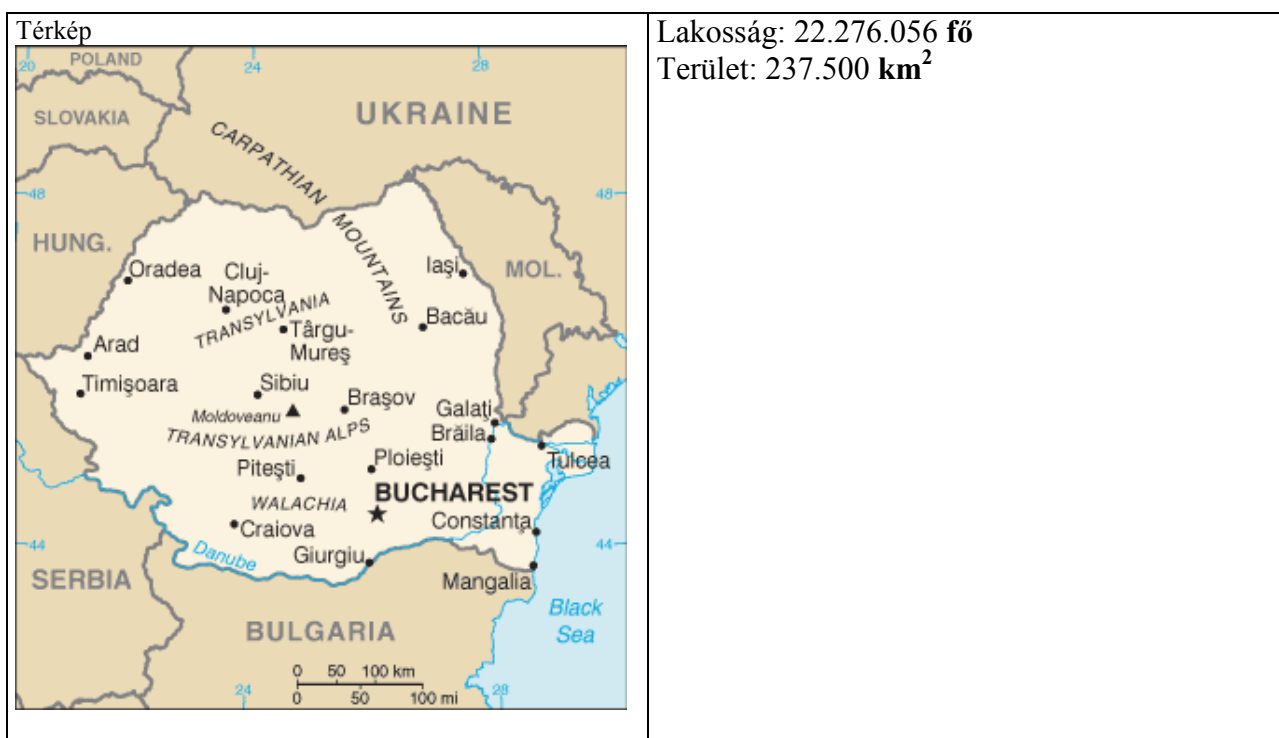 Térkép
20
POLAND
24
28
SLOVAKIA
UKRAINE
CARPATHIAN
MOUNTAINS
48
48
HUNG.
MOL.
Oradea
Cluj-
Napoca
Iaşi
TRANSYLVANIA
Târgu-
Mureş
Bacău
Arad
Timişoara
Sibiu
Braşov
Moldoveanu
Galaţi
Brăila
TRANSYLVANIAN ALPS
Tulcea
Piteşti
Ploieşti
WALACHIA
BUCHAREST
Craiova
Constanţa
44
Danube
Giurgiu
44
SERBIA
Mangalia
BULGARIA
Black
Sea
0 50 100 km
0 50 100 mi
24
28
Lakosság: 22.276.056 fő
Terület: 237.500 km²